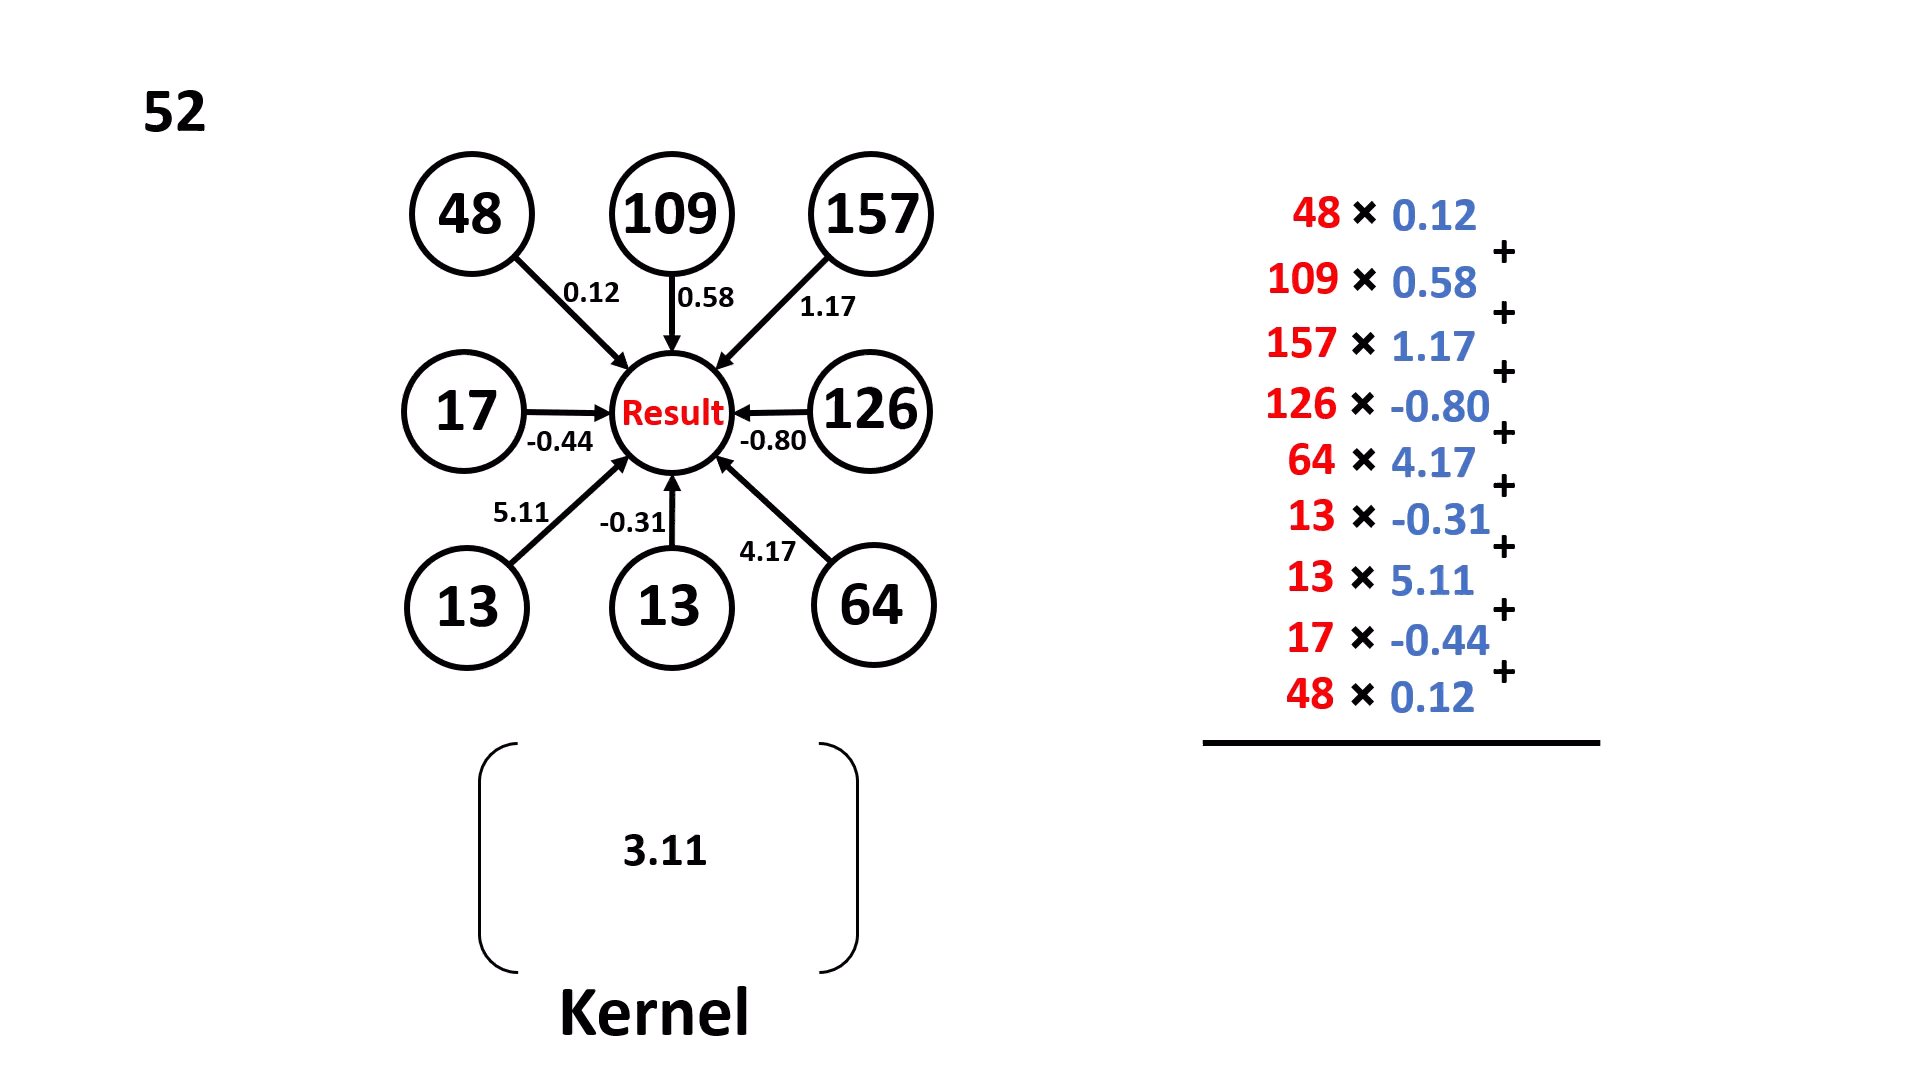 52
48 109 157
0.12 0.58 1.17
17 Result 126
-0.44 -0.80
5.11 -0.31 4.17
13 13 64
3.11
Kernel
48 × 0.12
+
109 × 0.58
+
157 × 1.17
+
126 × -0.80
+
64 × 4.17
+
13 × -0.31
+
13 × 5.11
+
17 × -0.44
+
48 × 0.12